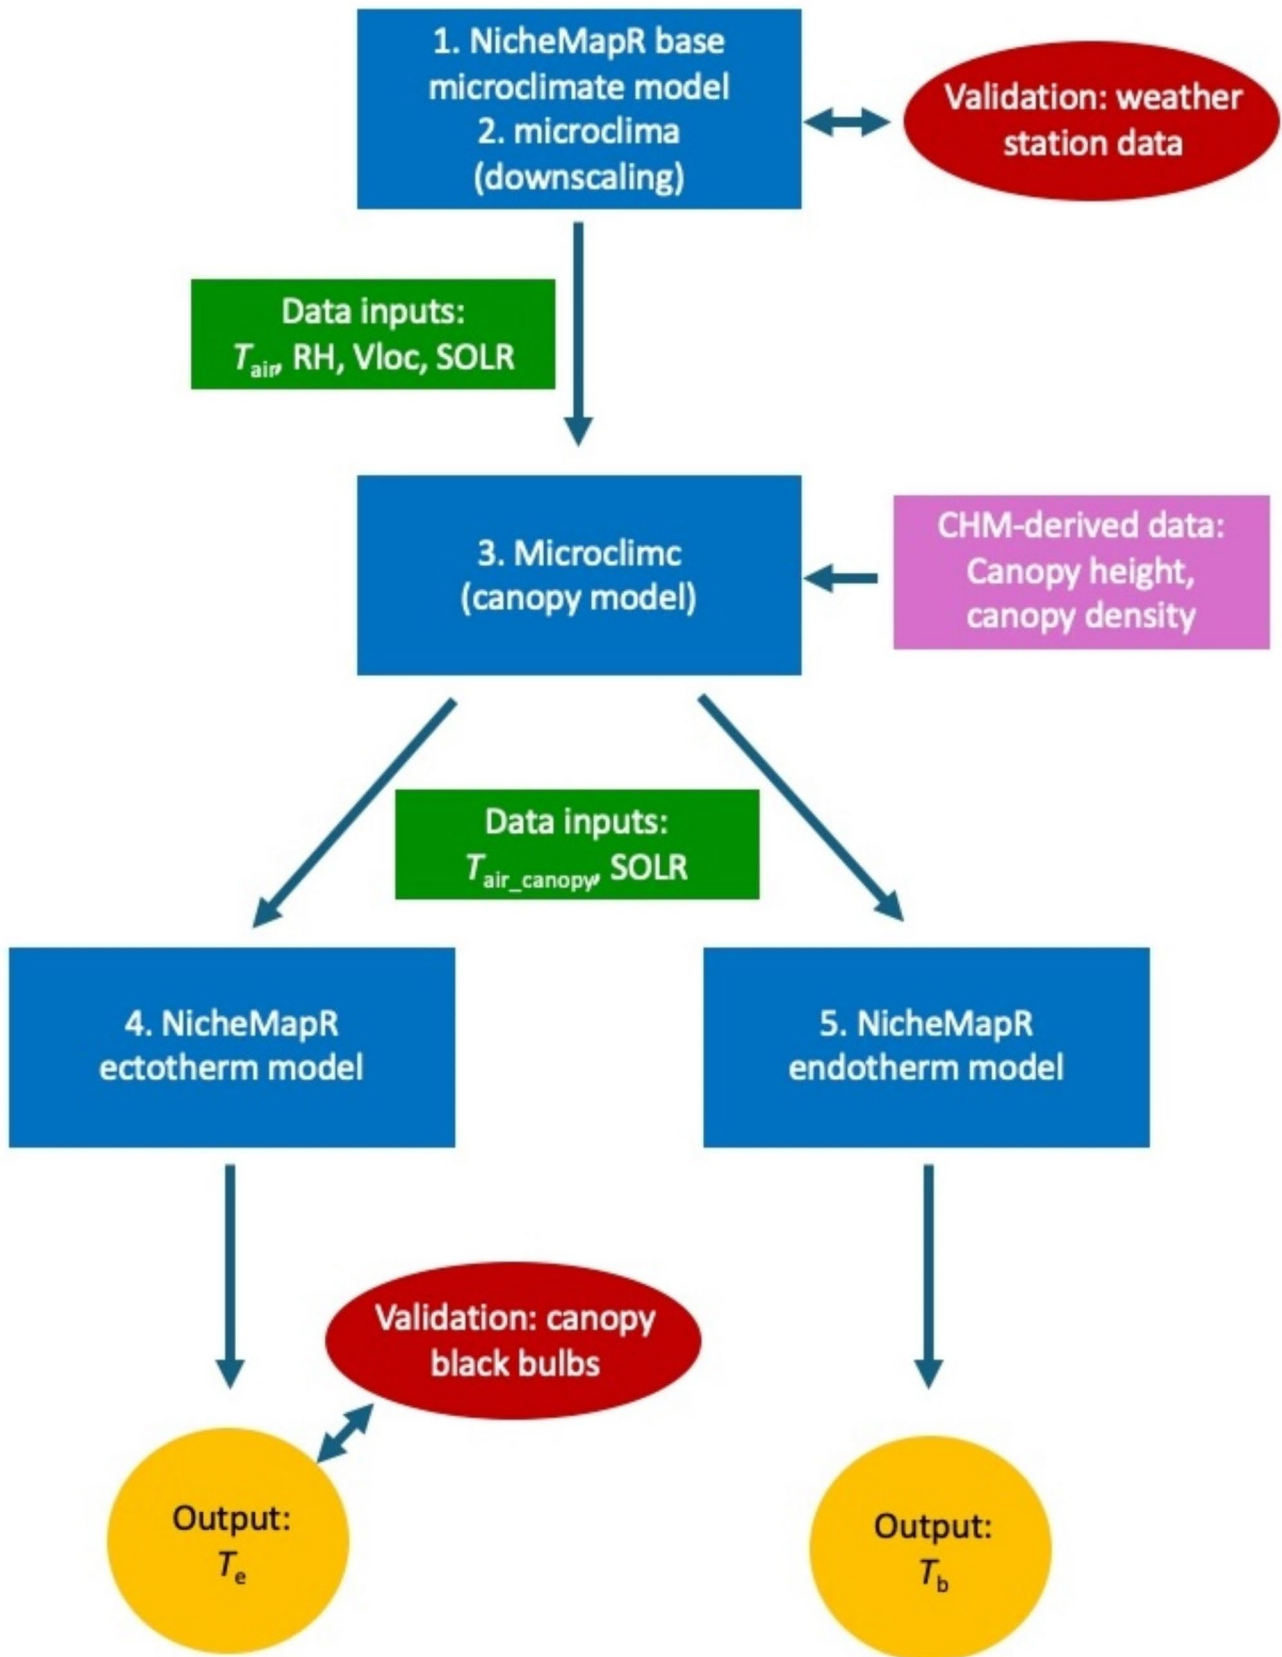 1. NicheMapR base
microclimate model
2. microclima
(downscaling)
Validation: weather
station data
Data inputs:
Tair, RH, Vloc, SOLR
3. Microclimc
(canopy model)
CHM-derived data:
Canopy height,
canopy density
Data inputs:
Tair_canopy, SOLR
4. NicheMapR
ectotherm model
5. NicheMapR
endotherm model
Validation: canopy
black bulbs
Output:
Te
Output:
Tb